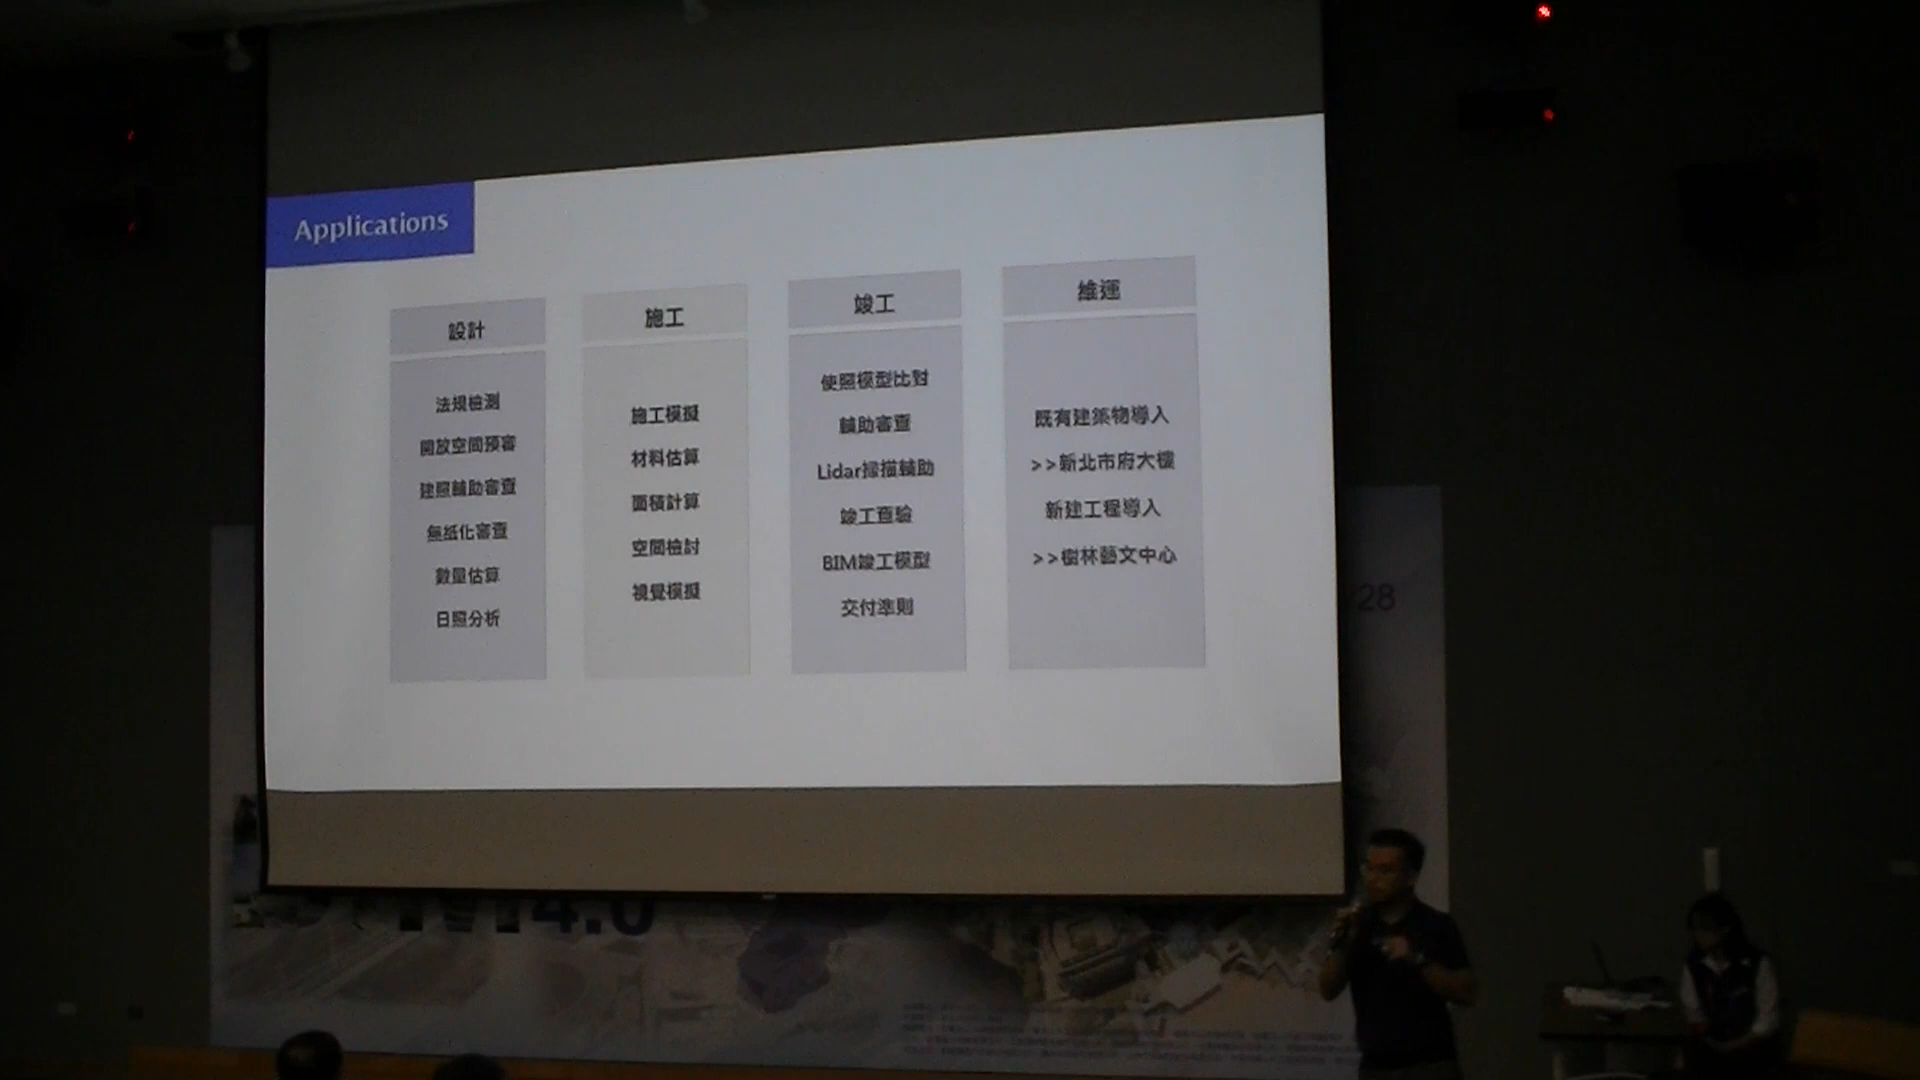 Applications
設計
法規檢測
開放空間預審
建照輔助審查
無紙化審查
數量估算
日照分析
施工
施工模擬
材料估算
面積計算
空間檢討
視覺模擬
竣工
使照模型比對
輔助審查
Lidar掃描輔助
竣工查驗
BIM竣工模型
交付準則
維運
既有建築物導入
>>新北市府大樓
新建工程導入
>>樹林藝文中心
28
4.0